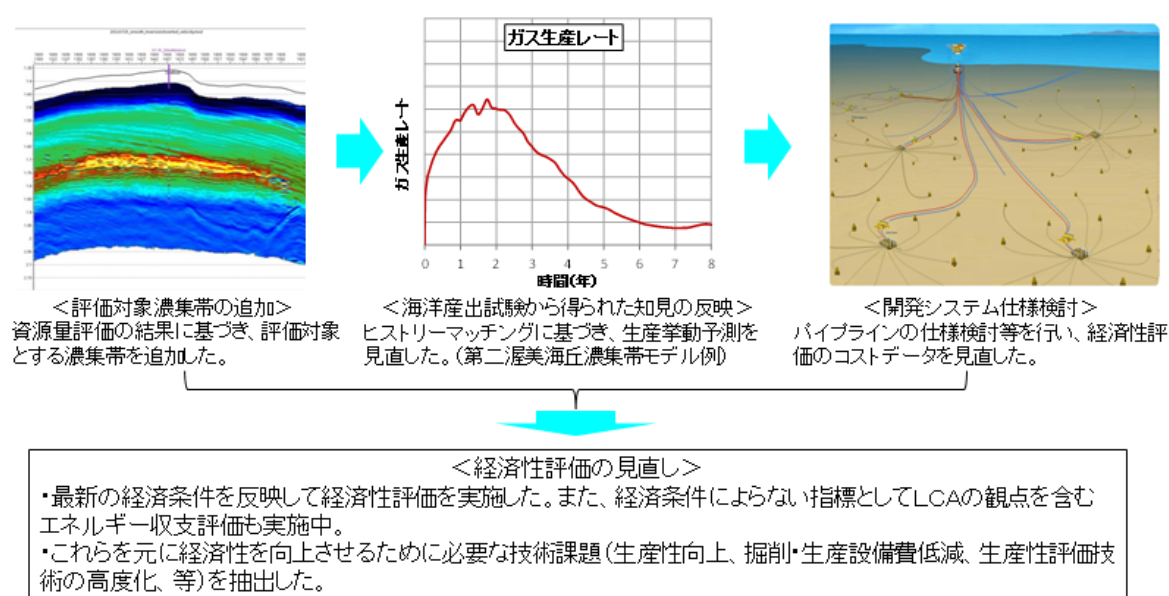 ガス生産レート
ガス生産レート
0 1 2 3 4 5 6 7 8
時間(年)
＜評価対象濃集帯の追加＞
資源量評価の結果に基づき、評価対象
とする濃集帯を追加した。
＜海洋産出試験から得られた知見の反映＞
ヒストリーマッチングに基づき、生産挙動予測を
見直した。(第二渥美海丘濃集帯モデル例)
＜開発システム仕様検討＞
パイプラインの仕様検討等を行い、経済性評
価のコストデータを見直した。
＜経済性評価の見直し＞
・最新の経済条件を反映して経済性評価を実施した。また、経済条件によらない指標としてLCAの観点を含む
エネルギー収支評価も実施中。
・これらを元に経済性を向上させるために必要な技術課題(生産性向上、掘削・生産設備費低減、生産性評価技
術の高度化、等)を抽出した。